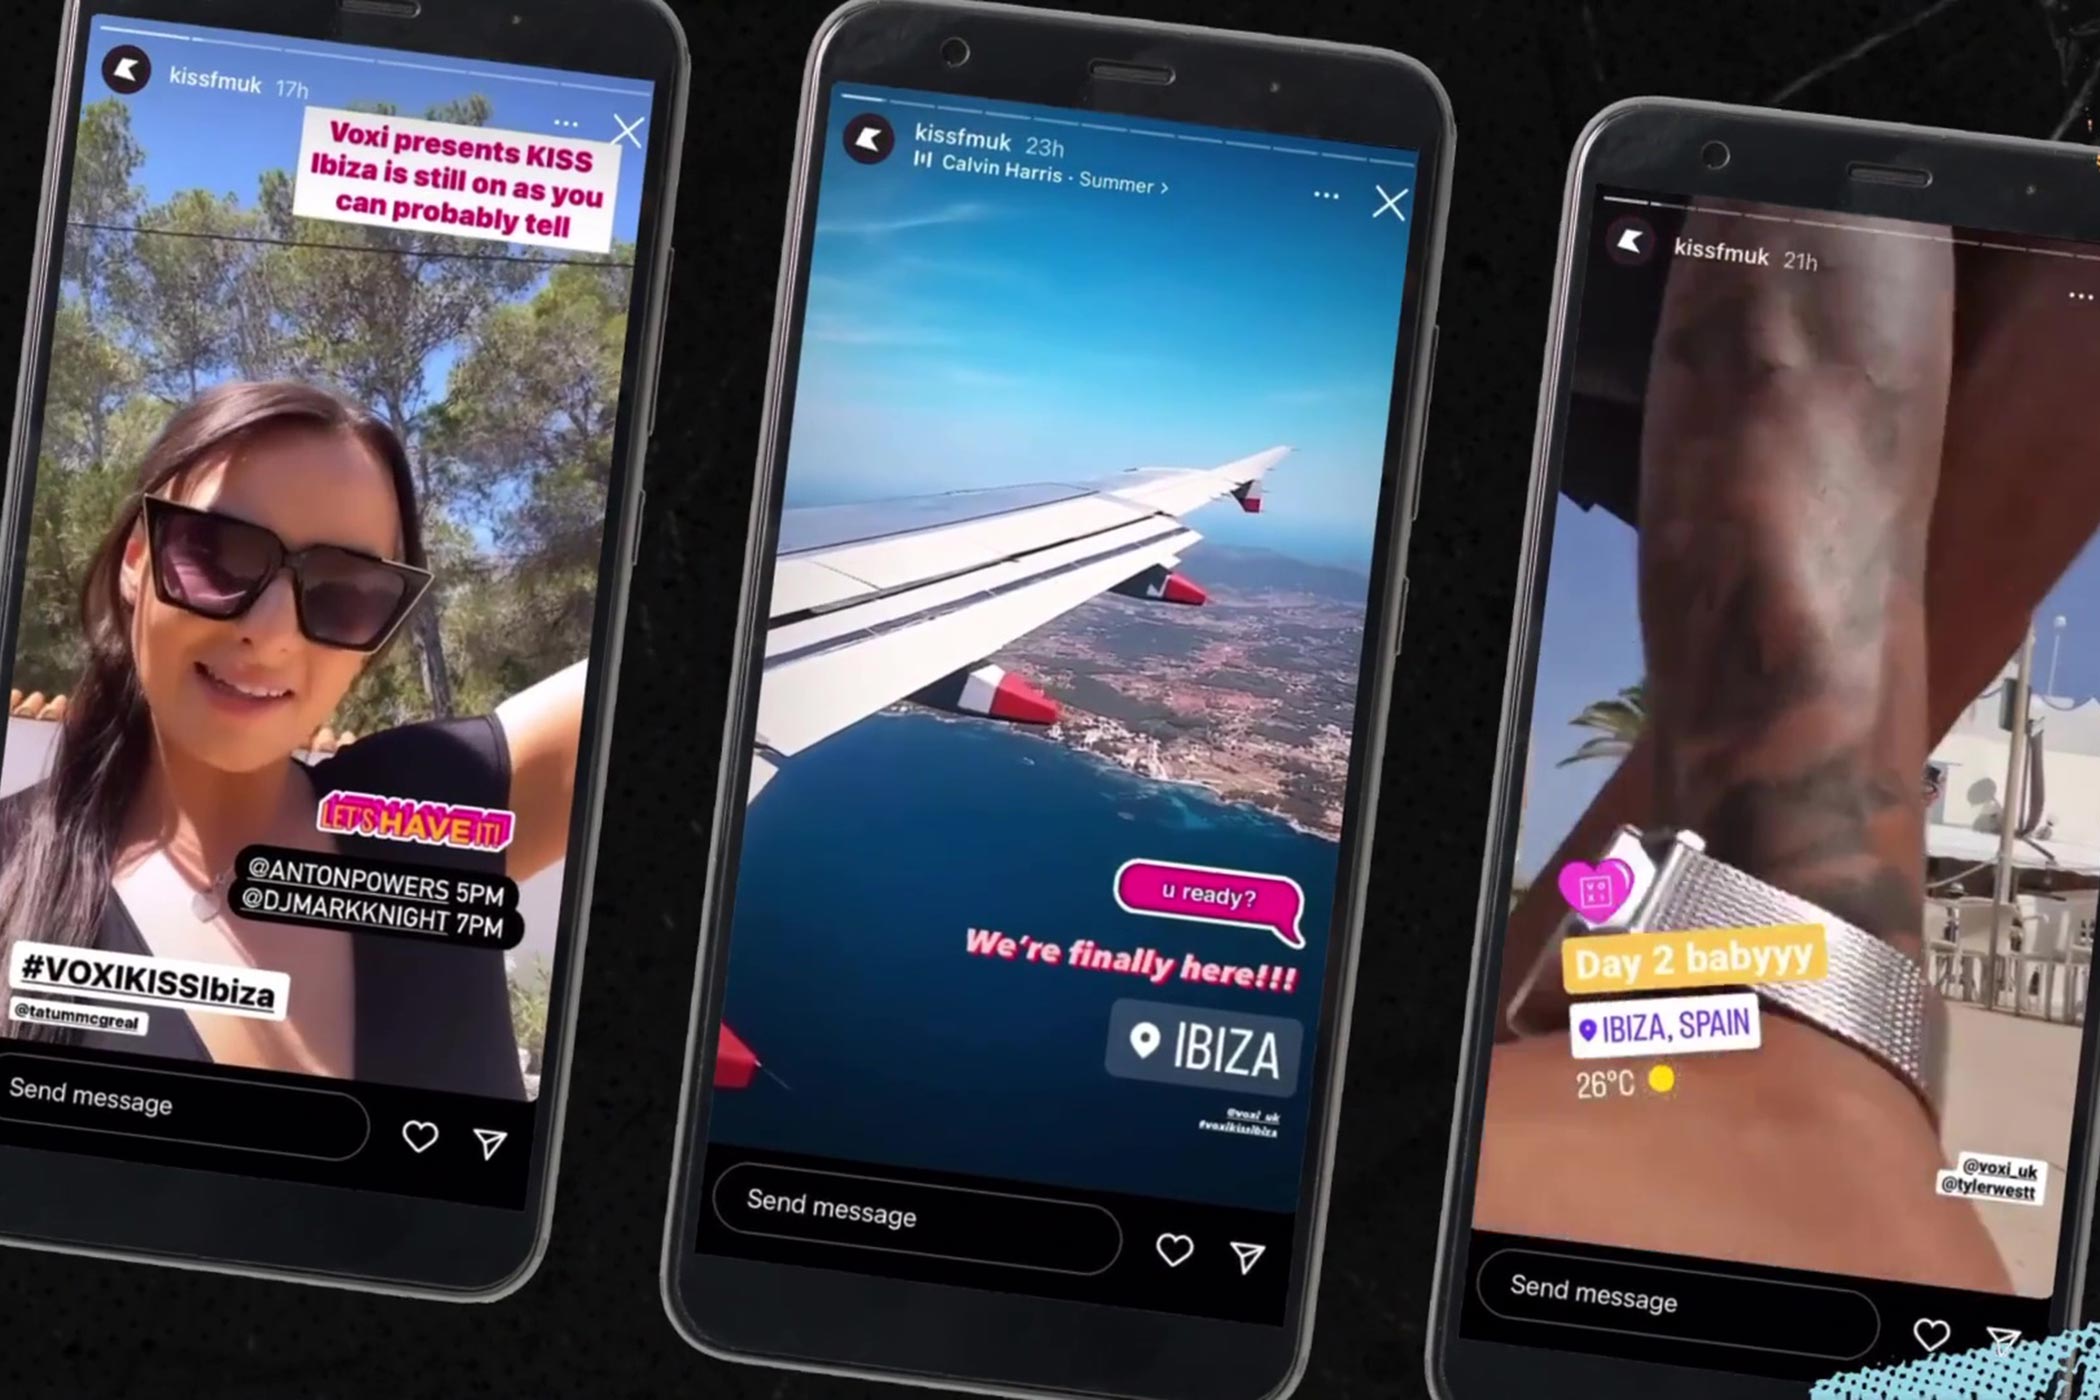 kissfmuk 17h
Voxi presents KISS
Ibiza is still on as you
can probably tell
LET'S HAVE IT!
@ANTONPOWERS 5PM
@DJMARKKNIGHT 7PM
#VOXIKISSIbiza
@tatummcgreal
Send message
kissfmuk 23h
Calvin Harris · Summer >
u ready?
We're finally here!!!
IBIZA
@voxi_uk
#voxikissibiza
Send message
kissfmuk 21h
VO
XI
Day 2 babyyy
IBIZA, SPAIN
26°C
@voxi_uk
@tylerwestt
Send message